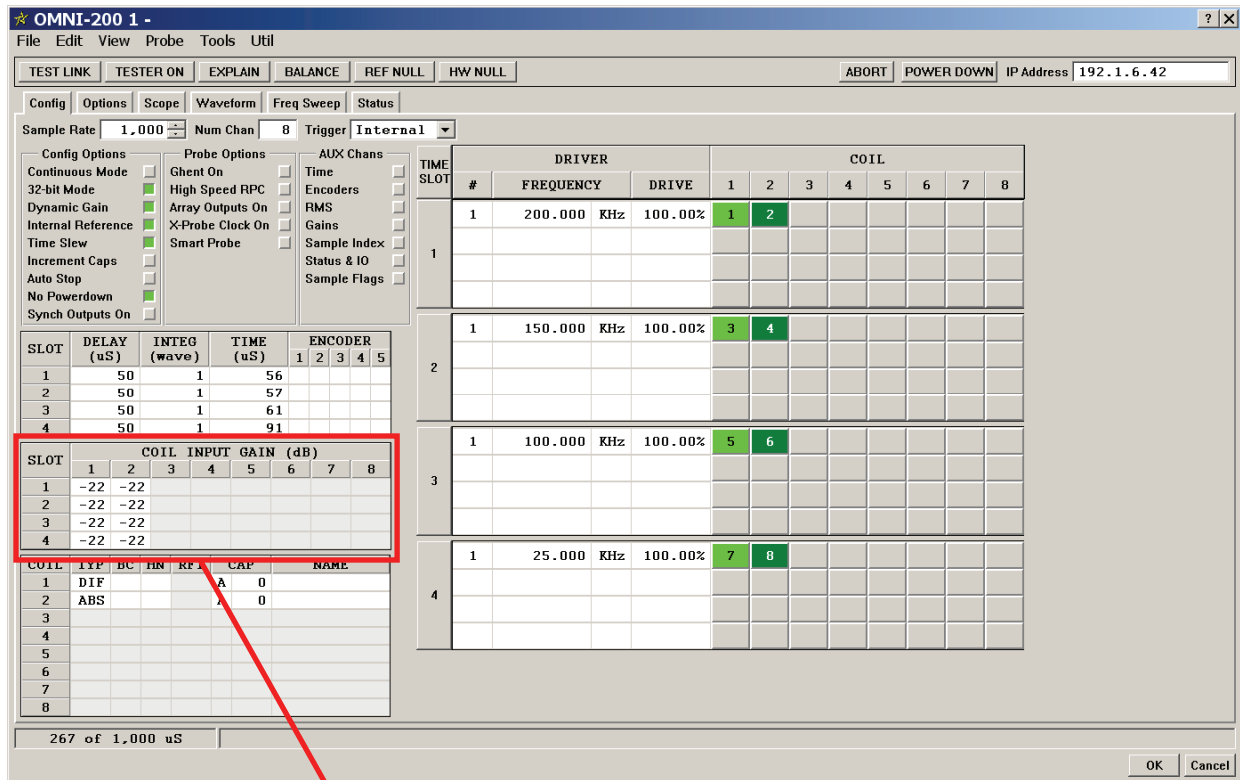 OMNI-200 1 -
? X
File Edit View Probe Tools Util
TEST LINK TESTER ON EXPLAIN BALANCE REF NULL HW NULL ABORT POWER DOWN IP Address 192.1.6.42
Config Options Scope Waveform Freq Sweep Status
Sample Rate 1,000 Num Chan 8 Trigger Internal
Config Options
Continuous Mode
32-bit Mode
Dynamic Gain
Internal Reference
Time Slew
Increment Caps
Auto Stop
No Powerdown
Synch Outputs On
Probe Options
Ghent On
High Speed RPC
Array Outputs On
X-Probe Clock On
Smart Probe
AUX Chans
Time
Encoders
RMS
Gains
Sample Index
Status & IO
Sample Flags
SLOT DELAY (uS) INTEG (wave) TIME (uS) ENCODER
1 2 3 4 5
1 50 1 56
2 50 1 57
3 50 1 61
4 50 1 91
SLOT COIL INPUT GAIN (dB)
1 2 3 4 5 6 7 8
1 -22 -22
2 -22 -22
3 -22 -22
4 -22 -22
COIL TYP BC HN CAP NAME
1 DIF A 0
2 ABS A 0
3
4
5
6
7
8
TIME SLOT DRIVER COIL
# FREQUENCY DRIVE 1 2 3 4 5 6 7 8
1 1 200.000 KHz 100.00% 1 2
2 1 150.000 KHz 100.00% 3 4
3 1 100.000 KHz 100.00% 5 6
4 1 25.000 KHz 100.00% 7 8
267 of 1,000 uS
OK Cancel